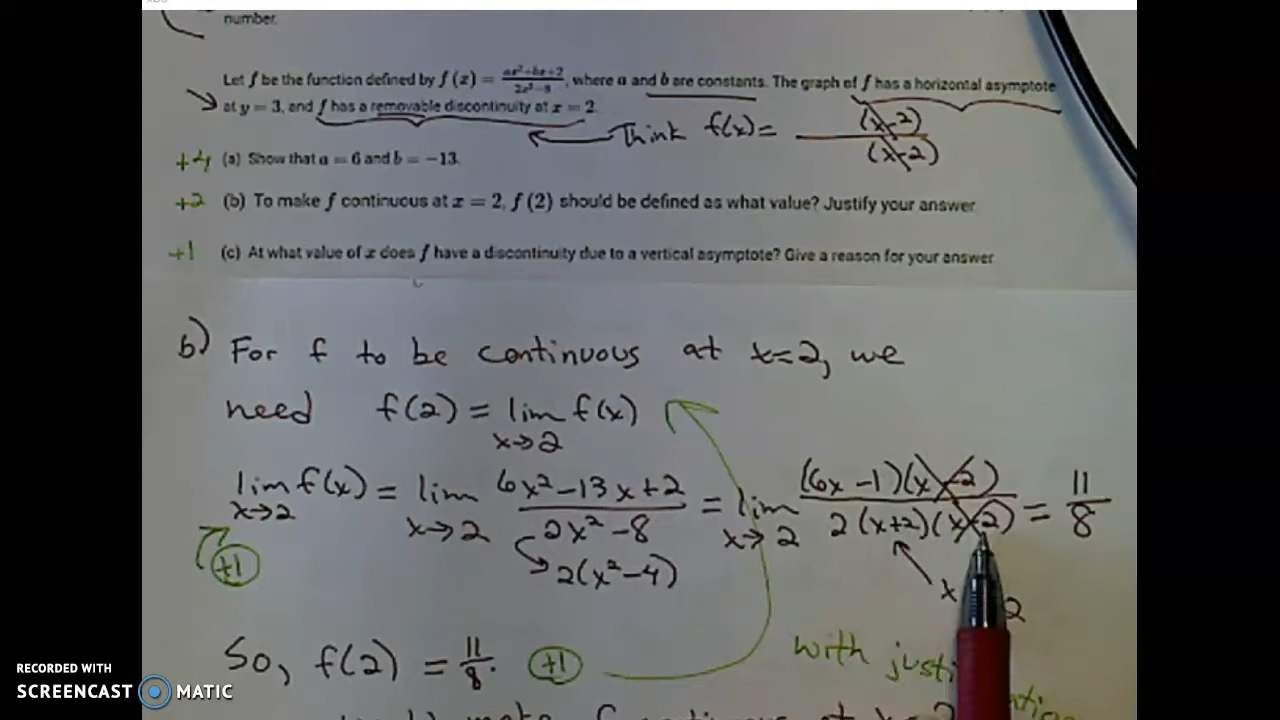 number.
Let f be the function defined by f(x) = ax²+bx+2/2x²−8, where a and b are constants. The graph of f has a horizontal asymptote
at y = 3, and f has a removable discontinuity at x = 2.
Think f(x) = (x-2)/(x-2)
+4 (a) Show that a = 6 and b = −13.
+2 (b) To make f continuous at x = 2, f(2) should be defined as what value? Justify your answer
+1 (c) At what value of x does f have a discontinuity due to a vertical asymptote? Give a reason for your answer
b) For f to be continuous at x=2, we
need f(2) = lim x→2 f(x)
lim x→2 f(x) = lim x→2 6x²-13x+2/2x²-8 = lim x→2 (6x-1)(x-2)/2(x+2)(x-2) = 11/8
+1 2(x²-4) x 2
So, f(2) = 11/8. +1 with
RECORDED WITH
SCREENCAST MATIC